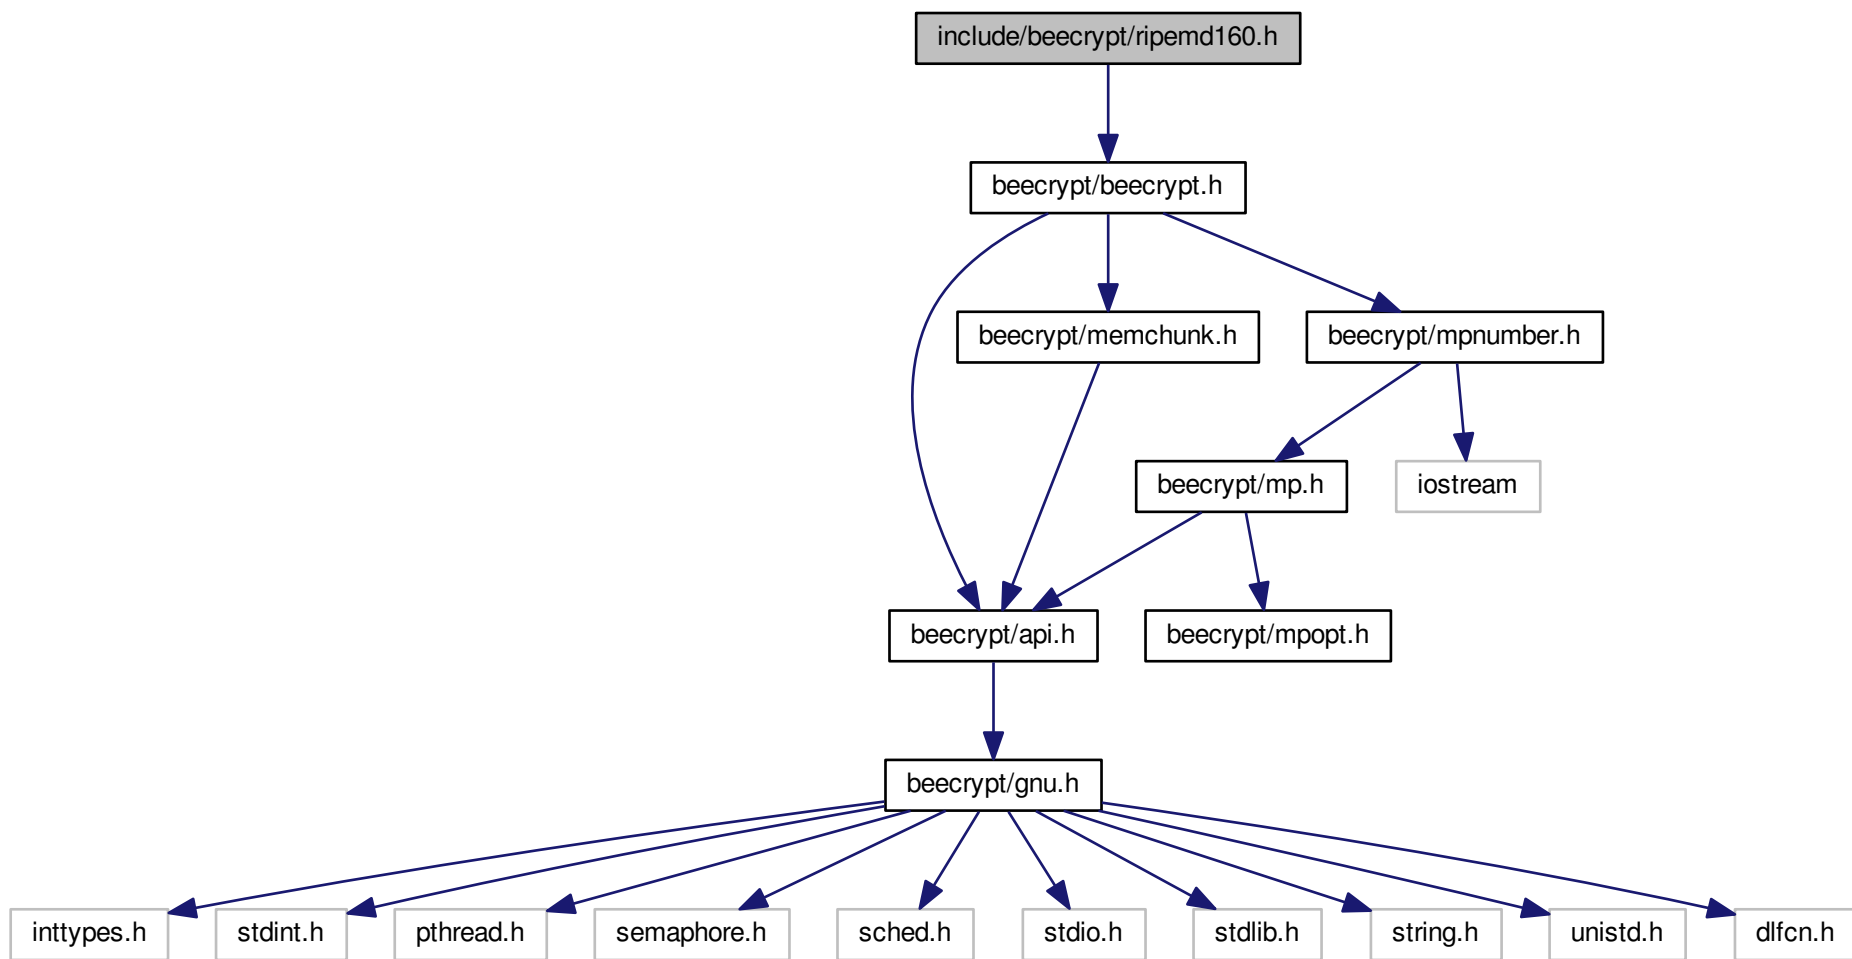 include/beecrypt/ripemd160.h
beecrypt/beecrypt.h
beecrypt/memchunk.h
beecrypt/mpnumber.h
beecrypt/mp.h
iostream
beecrypt/api.h
beecrypt/mpopt.h
beecrypt/gnu.h
inttypes.h
stdint.h
pthread.h
semaphore.h
sched.h
stdio.h
stdlib.h
string.h
unistd.h
dlfcn.h